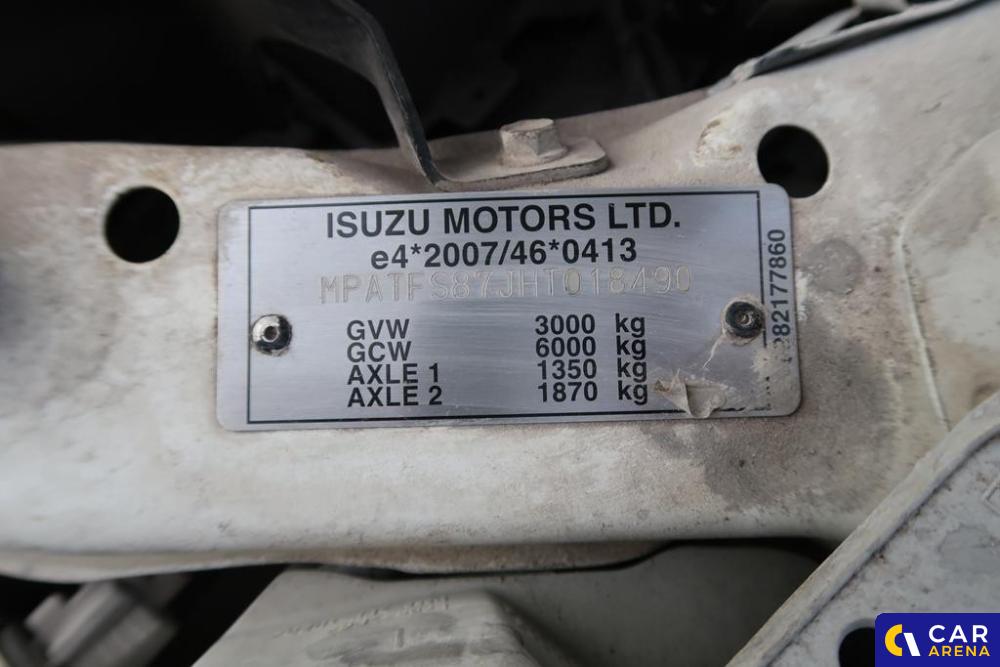 ISUZU MOTORS LTD.
e4*2007/46*0413
MPATFS87JHT018490
GVW 3000 kg
GCW 6000 kg
AXLE 1 1350 kg
AXLE 2 1870 kg
82177860
CAR
ARENA